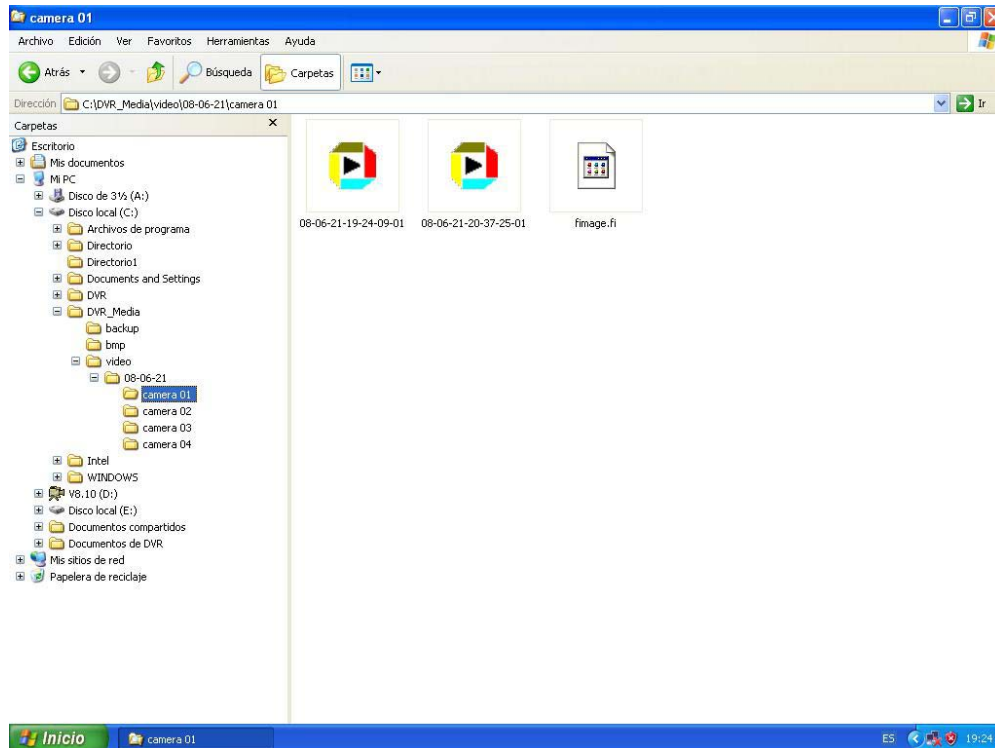 camera 01
Archivo Edición Ver Favoritos Herramientas Ayuda
Atrás Búsqueda Carpetas
Dirección C:\DVR_Media\video\08-06-21\camera 01 Ir
Carpetas x
Escritorio
Mis documentos
Mi PC
Disco de 3½ (A:)
Disco local (C:)
Archivos de programa
Directorio
Directorio1
Documents and Settings
DVR
DVR_Media
backup
bmp
video
08-06-21
camera 01
camera 02
camera 03
camera 04
Intel
WINDOWS
V8.10 (D:)
Disco local (E:)
Documentos compartidos
Documentos de DVR
Mis sitios de red
Papelera de reciclaje
08-06-21-19-24-09-01 08-06-21-20-37-25-01 fimage.fi
Inicio camera 01 ES 19:24